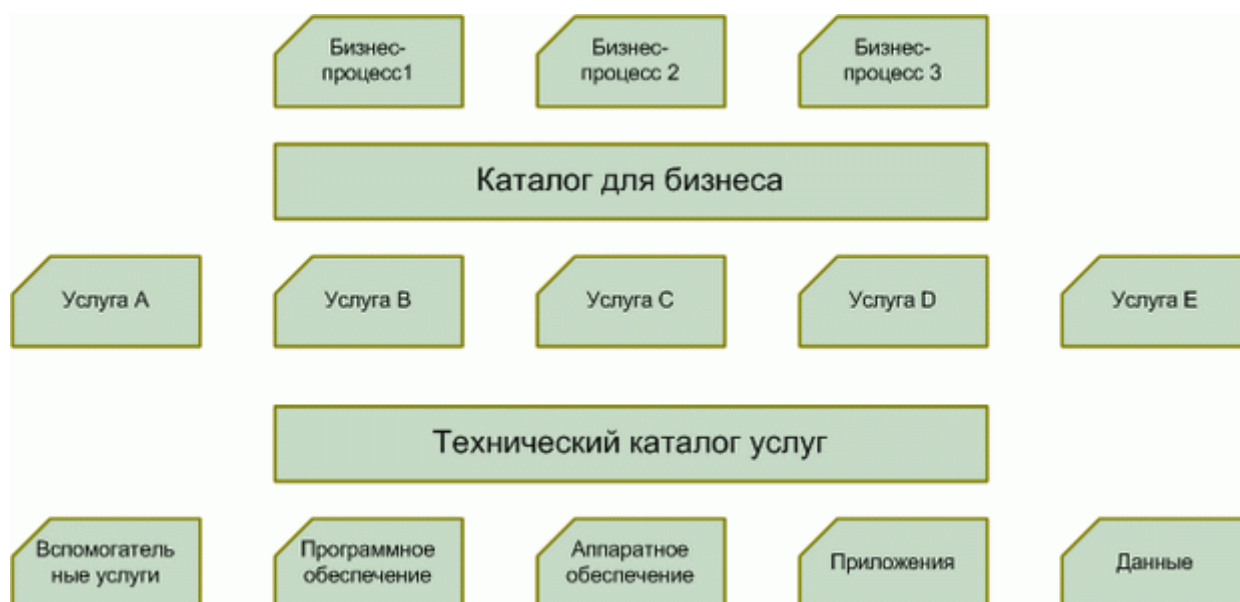 Бизнес-
процесс1
Бизнес-
процесс 2
Бизнес-
процесс 3
Каталог для бизнеса
Услуга A
Услуга B
Услуга C
Услуга D
Услуга E
Технический каталог услуг
Вспомогатель
ные услуги
Программное
обеспечение
Аппаратное
обеспечение
Приложения
Данные